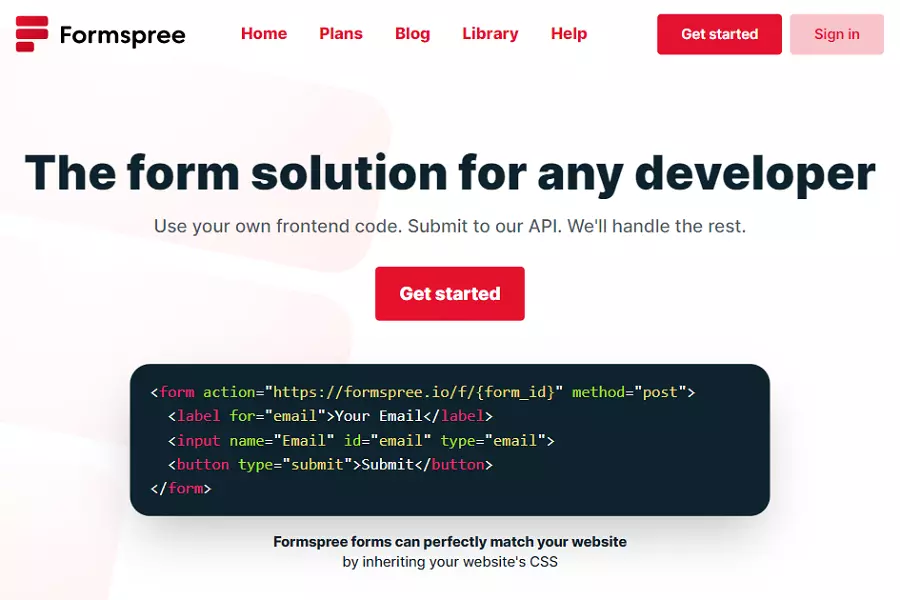 Formspree
Home Plans Blog Library Help Get started Sign in
The form solution for any developer
Use your own frontend code. Submit to our API. We'll handle the rest.
Get started
<form action="https://formspree.io/f/{form_id}" method="post">
  <label for="email">Your Email</label>
  <input name="Email" id="email" type="email">
  <button type="submit">Submit</button>
</form>
Formspree forms can perfectly match your website
by inheriting your website's CSS